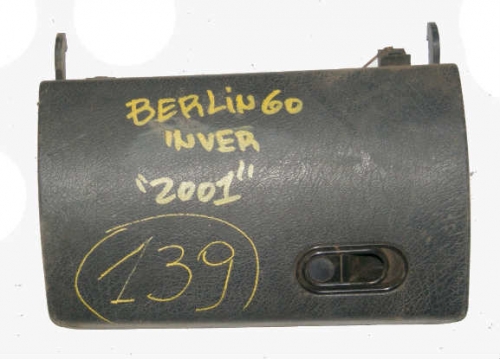 BERLiNGO
iNVER
"2001"
139